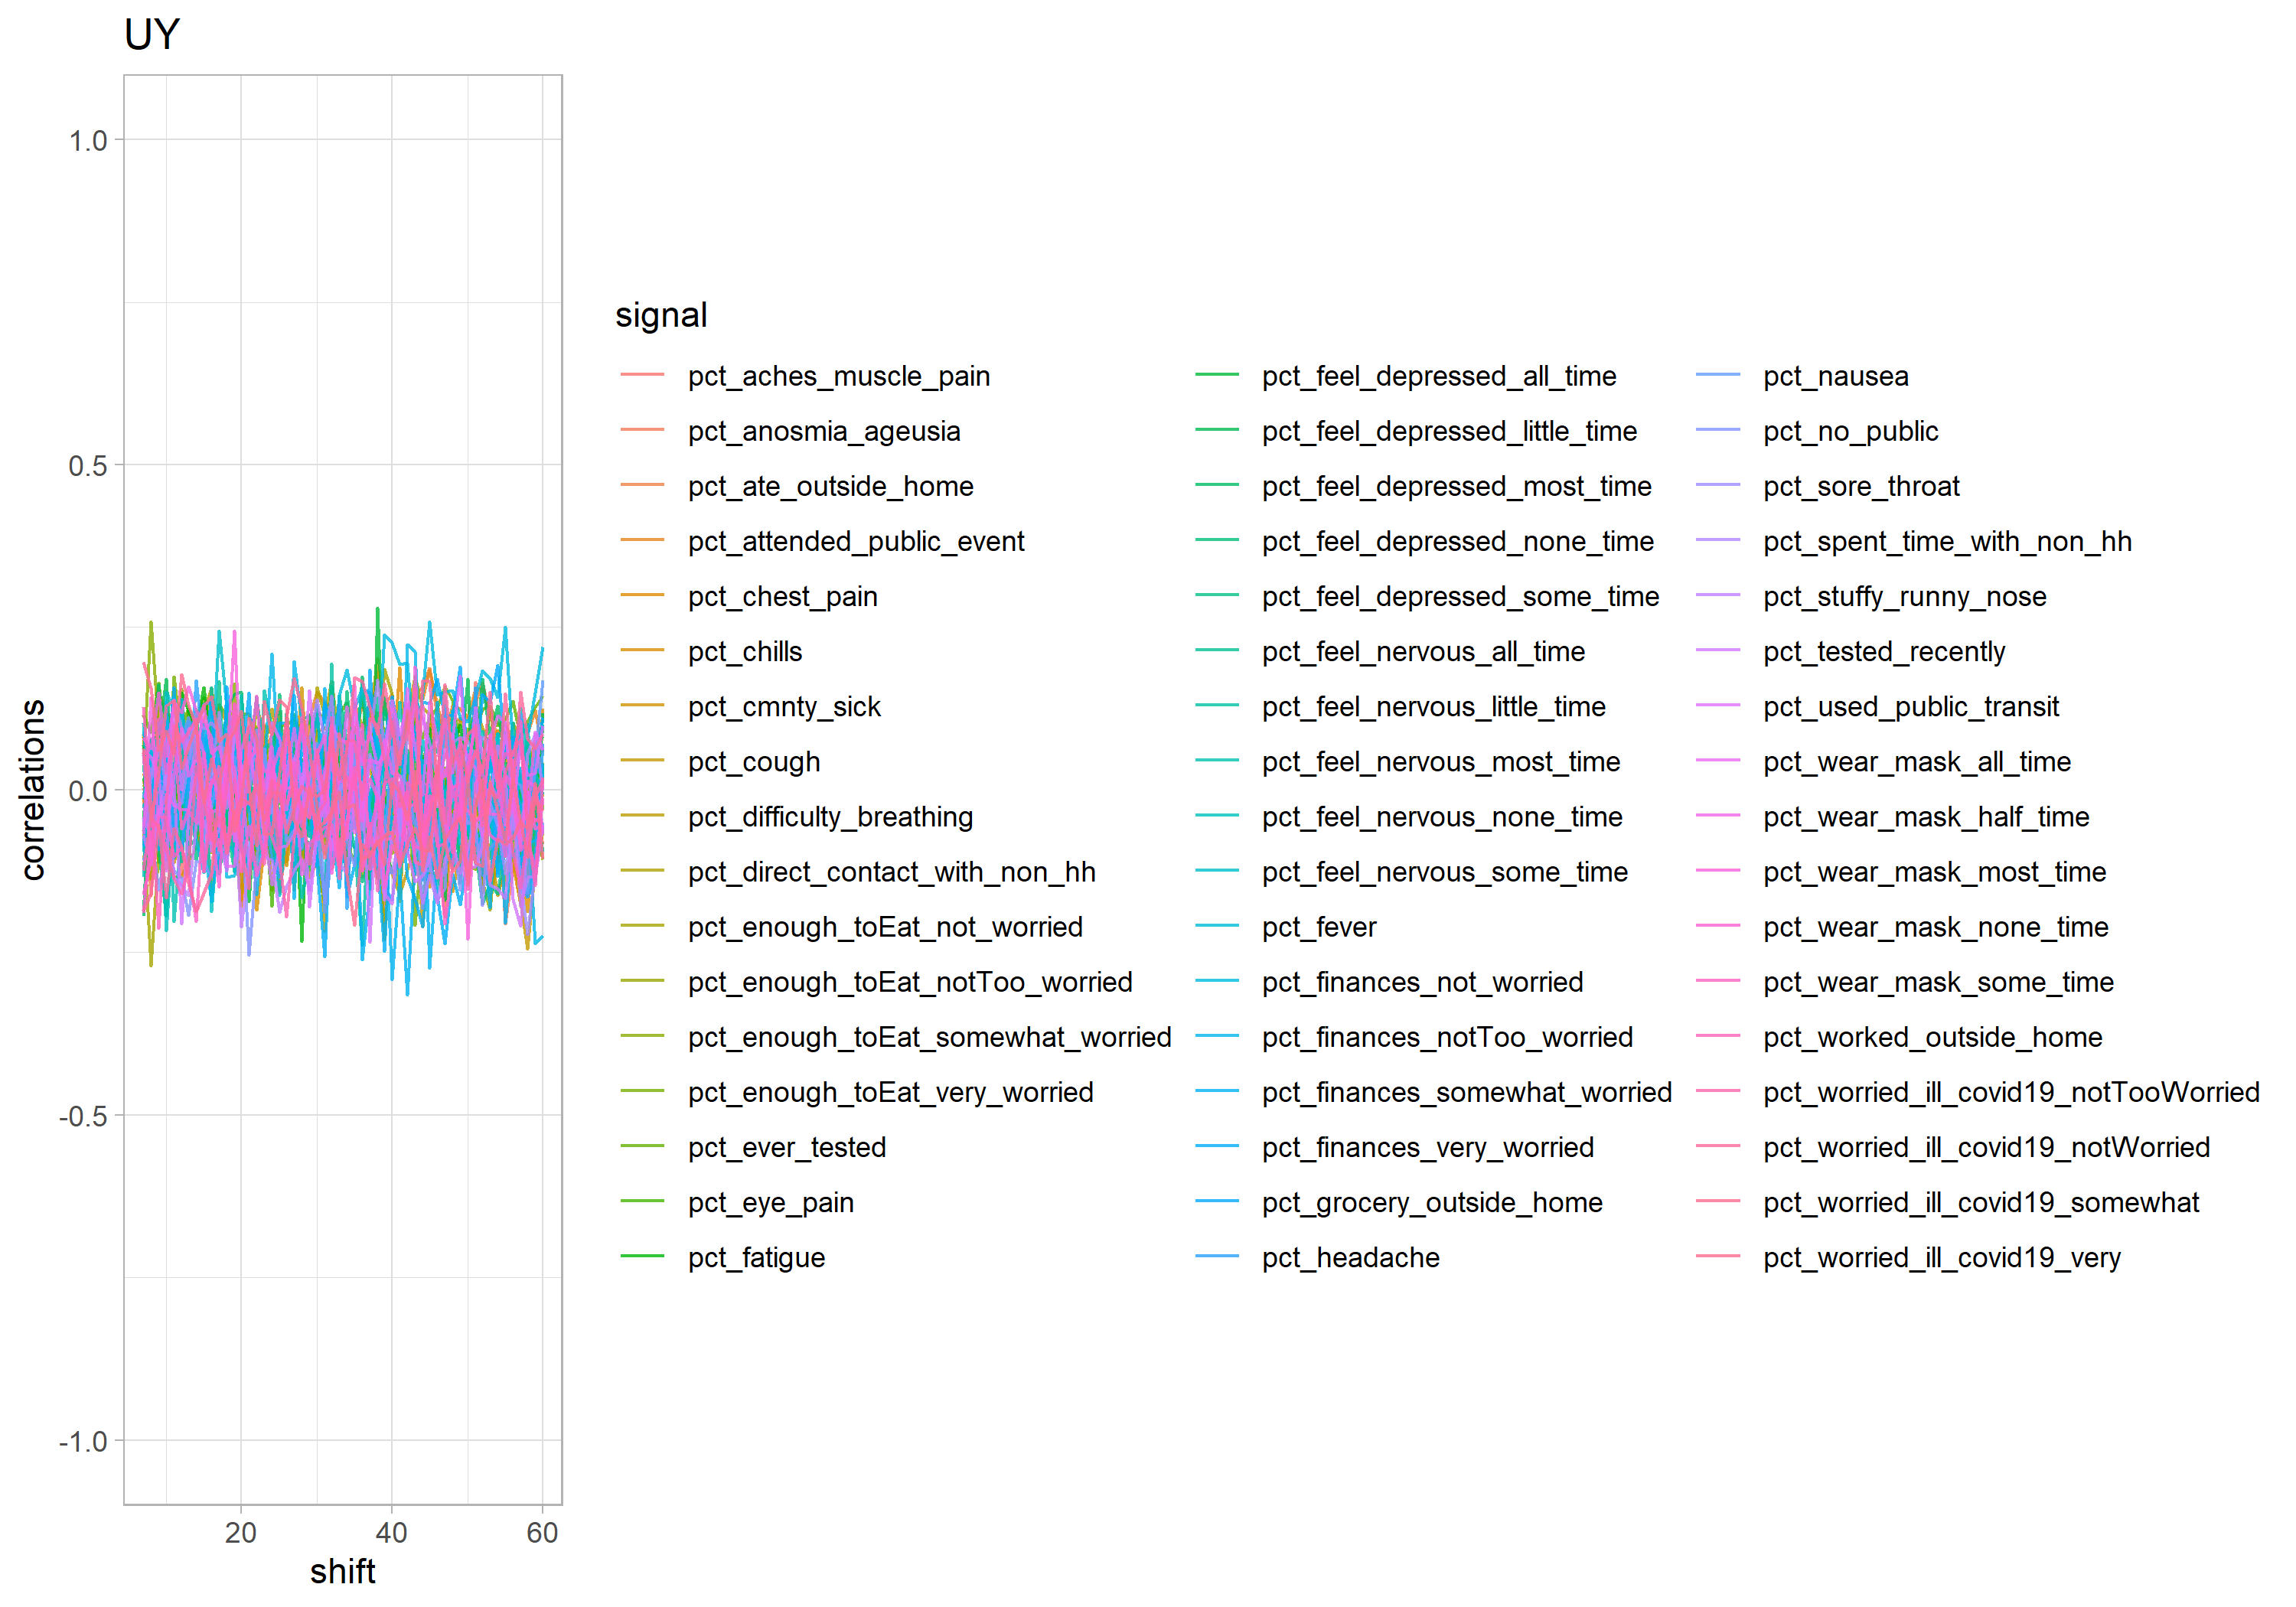 UY
1.0
0.5
0.0
-0.5
-1.0
correlations
20 40 60
shift
signal
pct_aches_muscle_pain
pct_anosmia_ageusia
pct_ate_outside_home
pct_attended_public_event
pct_chest_pain
pct_chills
pct_cmnty_sick
pct_cough
pct_difficulty_breathing
pct_direct_contact_with_non_hh
pct_enough_toEat_not_worried
pct_enough_toEat_notToo_worried
pct_enough_toEat_somewhat_worried
pct_enough_toEat_very_worried
pct_ever_tested
pct_eye_pain
pct_fatigue
pct_feel_depressed_all_time
pct_feel_depressed_little_time
pct_feel_depressed_most_time
pct_feel_depressed_none_time
pct_feel_depressed_some_time
pct_feel_nervous_all_time
pct_feel_nervous_little_time
pct_feel_nervous_most_time
pct_feel_nervous_none_time
pct_feel_nervous_some_time
pct_fever
pct_finances_not_worried
pct_finances_notToo_worried
pct_finances_somewhat_worried
pct_finances_very_worried
pct_grocery_outside_home
pct_headache
pct_nausea
pct_no_public
pct_sore_throat
pct_spent_time_with_non_hh
pct_stuffy_runny_nose
pct_tested_recently
pct_used_public_transit
pct_wear_mask_all_time
pct_wear_mask_half_time
pct_wear_mask_most_time
pct_wear_mask_none_time
pct_wear_mask_some_time
pct_worked_outside_home
pct_worried_ill_covid19_notTooWorried
pct_worried_ill_covid19_notWorried
pct_worried_ill_covid19_somewhat
pct_worried_ill_covid19_very